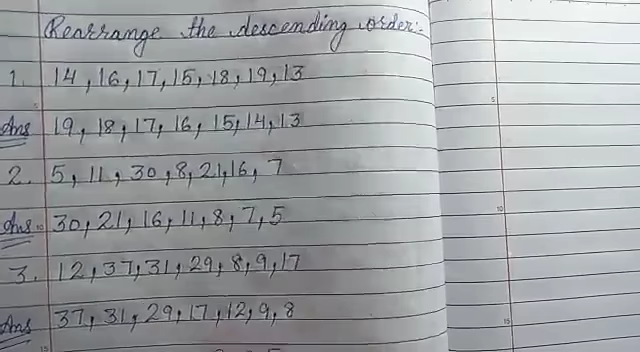 Rearrange the descending order:-
1. 14, 16, 17, 15, 18, 19, 13
Ans 19, 18, 17, 16, 15, 14, 13
2. 5, 11, 30, 8, 21, 16, 7
Ans 30, 21, 16, 11, 8, 7, 5
3. 12, 37, 31, 29, 8, 9, 17
Ans 37, 31, 29, 17, 12, 9, 8